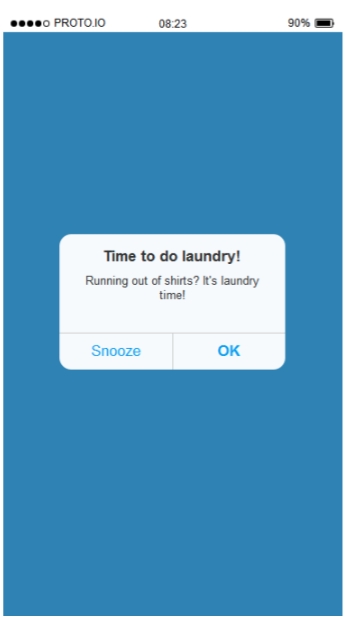 PROTO.IO 08:23 90%
Time to do laundry!
Running out of shirts? It's laundry
time!
Snooze OK